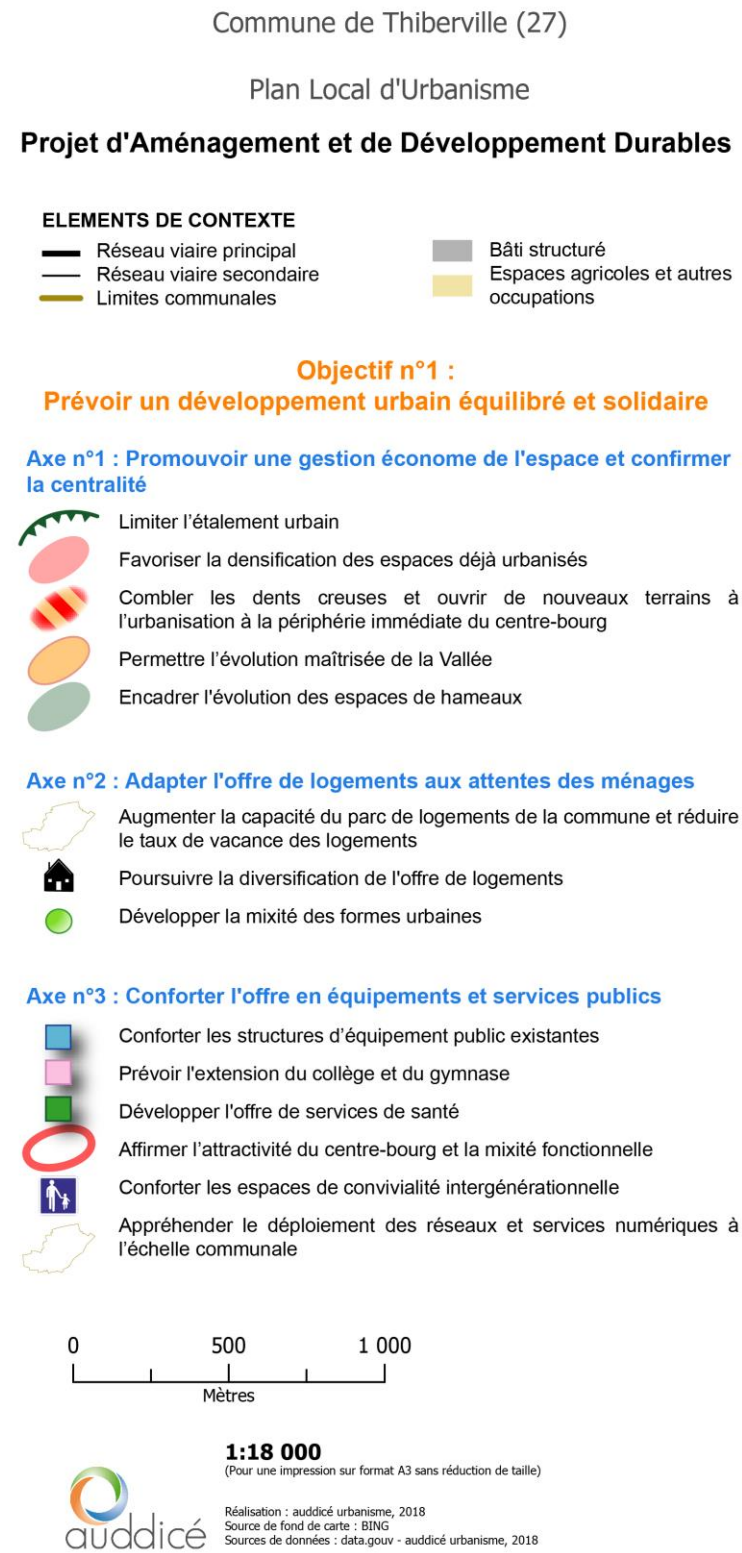 Commune de Thiberville (27)
Plan Local d'Urbanisme
Projet d'Aménagement et de Développement Durables
ELEMENTS DE CONTEXTE
Réseau viaire principal
Réseau viaire secondaire
Limites communales
Bâti structuré
Espaces agricoles et autres
occupations
Objectif n°1 :
Prévoir un développement urbain équilibré et solidaire
Axe n°1 : Promouvoir une gestion économe de l'espace et confirmer
la centralité
Limiter l’étalement urbain
Favoriser la densification des espaces déjà urbanisés
Combler les dents creuses et ouvrir de nouveaux terrains à
l’urbanisation à la périphérie immédiate du centre-bourg
Permettre l’évolution maîtrisée de la Vallée
Encadrer l'évolution des espaces de hameaux
Axe n°2 : Adapter l'offre de logements aux attentes des ménages
Augmenter la capacité du parc de logements de la commune et réduire
le taux de vacance des logements
Poursuivre la diversification de l'offre de logements
Développer la mixité des formes urbaines
Axe n°3 : Conforter l'offre en équipements et services publics
Conforter les structures d’équipement public existantes
Prévoir l'extension du collège et du gymnase
Développer l'offre de services de santé
Affirmer l’attractivité du centre-bourg et la mixité fonctionnelle
Conforter les espaces de convivialité intergénérationnelle
Appréhender le déploiement des réseaux et services numériques à
l’échelle communale
0 500 1 000
Mètres
1:18 000
(Pour une impression sur format A3 sans réduction de taille)
auddicé
Réalisation : auddicé urbanisme, 2018
Source de fond de carte : BING
Sources de données : data.gouv - auddicé urbanisme, 2018